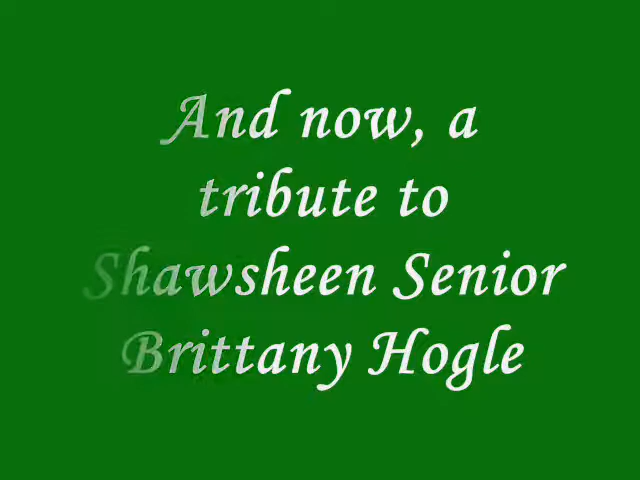 And now, a
tribute to
Shawsheen Senior
Brittany Hogle